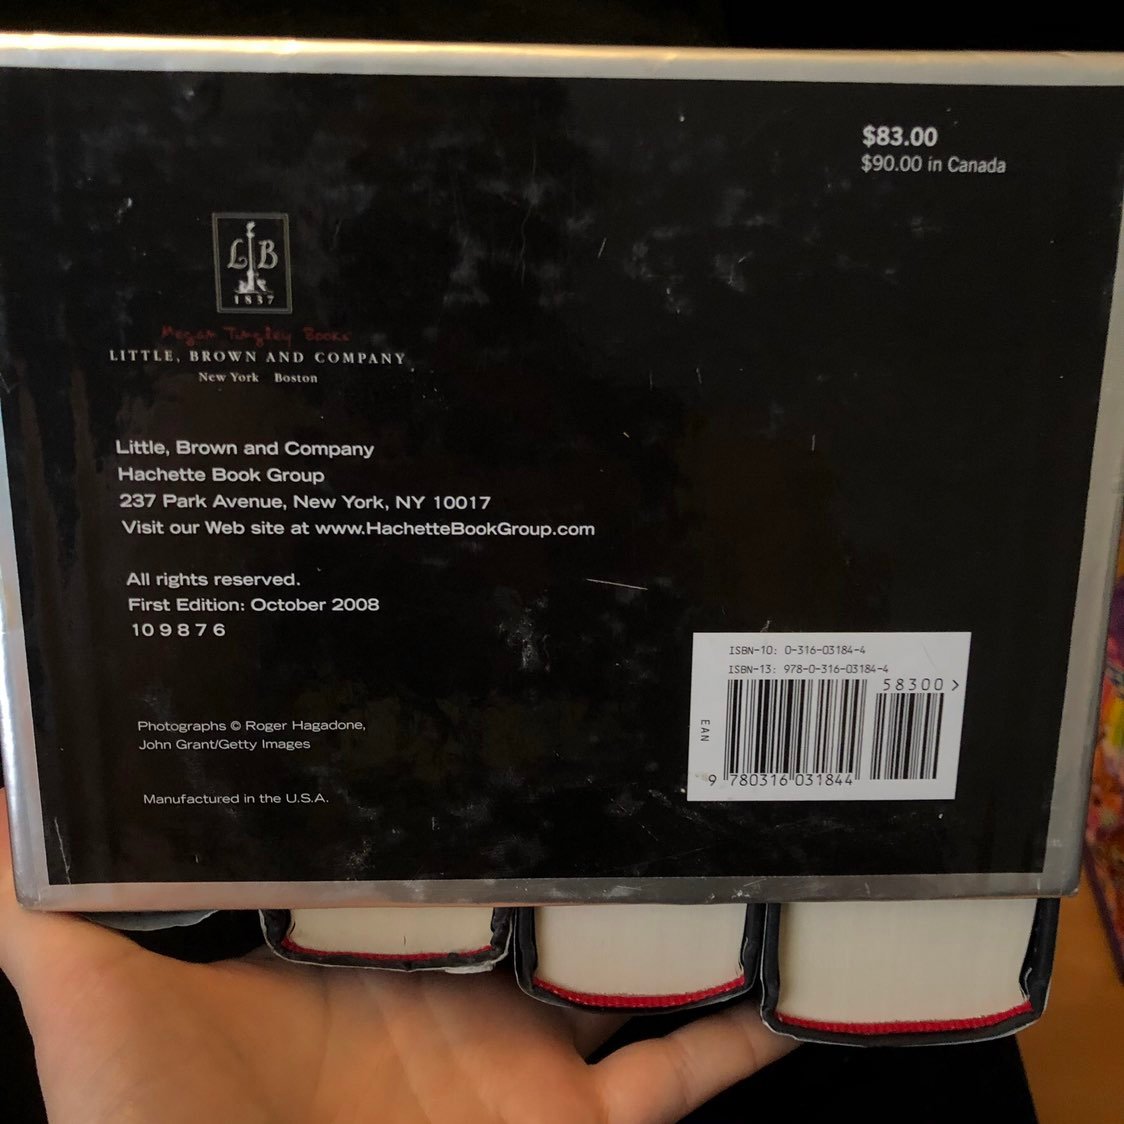 $83.00
$90.00 in Canada
L B
1837
Megan Tingley Books
LITTLE, BROWN AND COMPANY
New York Boston
Little, Brown and Company
Hachette Book Group
237 Park Avenue, New York, NY 10017
Visit our Web site at www.HachetteBookGroup.com
All rights reserved.
First Edition: October 2008
10 9 8 7 6
ISBN-10: 0-316-03184-4
ISBN-13: 978-0-316-03184-4
58300 >
EAN
9 780316 031844
Photographs © Roger Hagadone,
John Grant/Getty Images
Manufactured in the U.S.A.